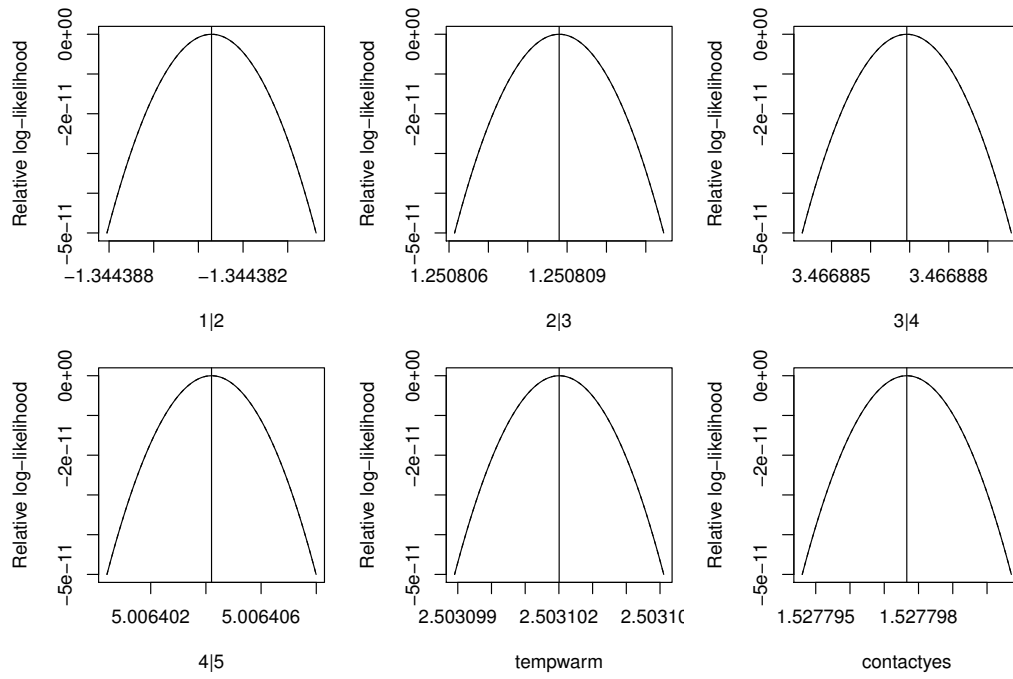 Relative log−likelihood
0e+00
−2e−11
−5e−11
−1.344388 −1.344382
1|2
Relative log−likelihood
0e+00
−2e−11
−5e−11
1.250806 1.250809
2|3
Relative log−likelihood
0e+00
−2e−11
−5e−11
3.466885 3.466888
3|4
Relative log−likelihood
0e+00
−2e−11
−5e−11
5.006402 5.006406
4|5
Relative log−likelihood
0e+00
−2e−11
−5e−11
2.503099 2.503102
tempwarm
Relative log−likelihood
0e+00
−2e−11
−5e−11
1.527795 1.527798
contactyes